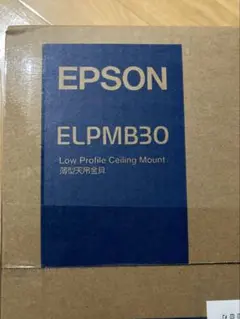 EPSON
ELPMB30
Low Profile Ceiling Mount
薄型天吊金具